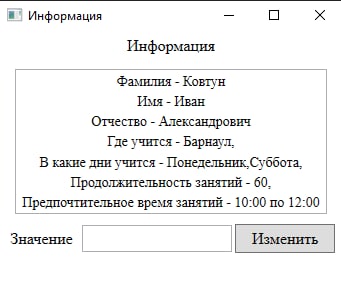 Информация
Информация
Фамилия - Ковтун
Имя - Иван
Отчество - Александрович
Где учится - Барнаул,
В какие дни учится - Понедельник,Суббота,
Продолжительность занятий - 60,
Предпочтительное время занятий - 10:00 по 12:00
Значение
Изменить